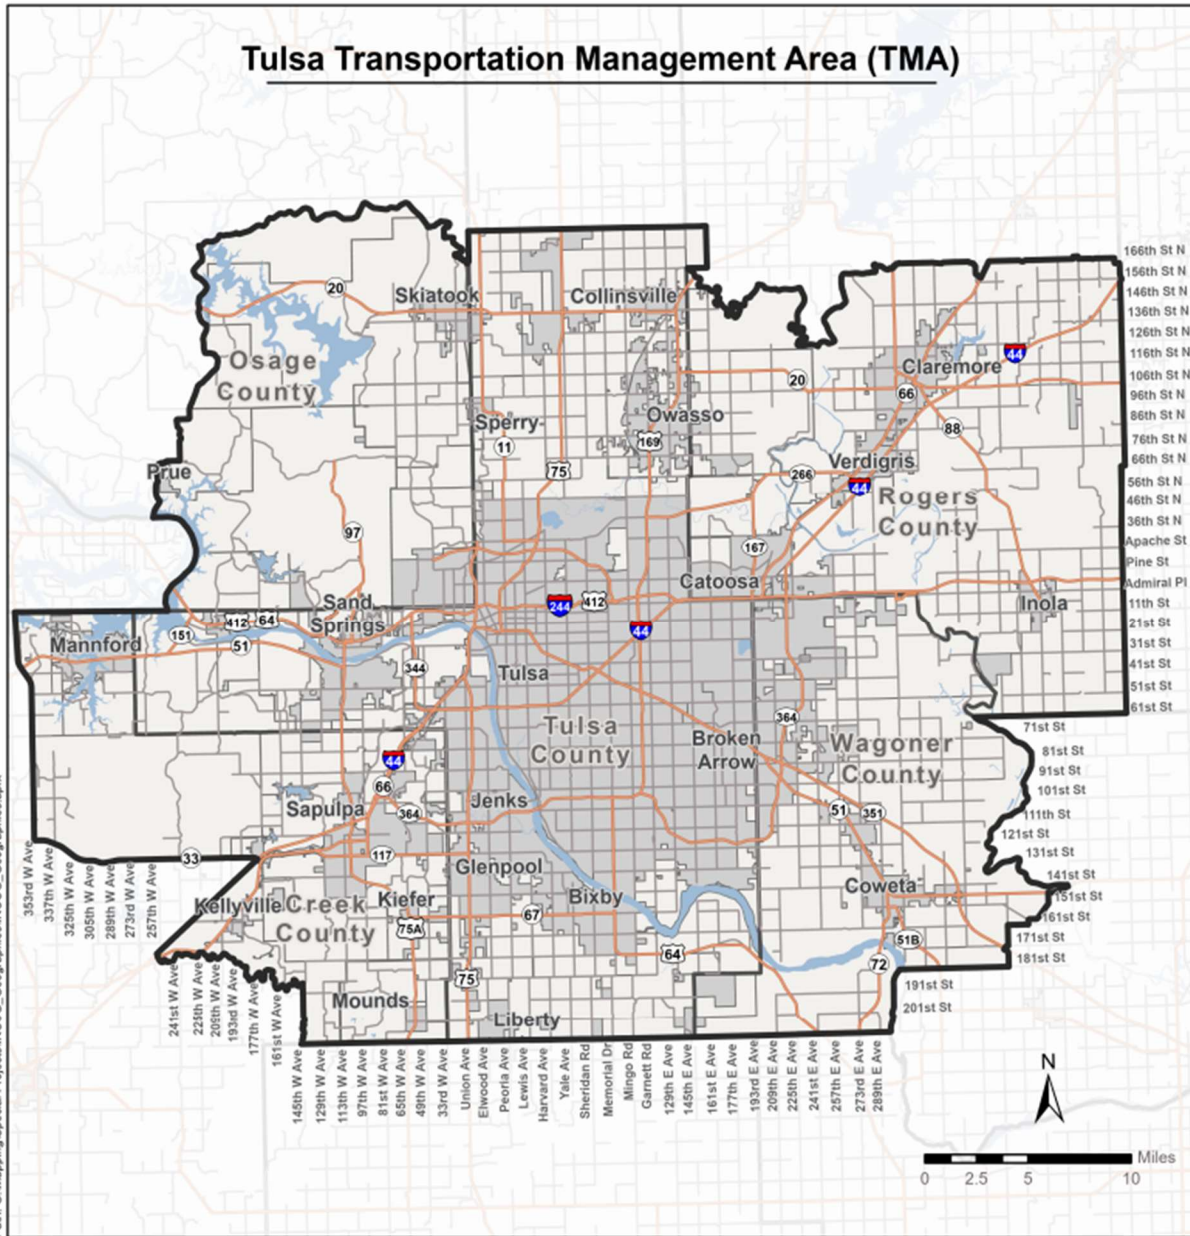 Tulsa Transportation Management Area (TMA)
166th St N
156th St N
146th St N
136th St N
126th St N
116th St N
106th St N
96th St N
86th St N
76th St N
66th St N
56th St N
46th St N
36th St N
Apache St
Pine St
Admiral Pl
11th St
21st St
31st St
41st St
51st St
61st St
71st St
81st St
91st St
101st St
111th St
121st St
131st St
141st St
151st St
161st St
171st St
181st St
191st St
201st St
20
Skiatook
Collinsville
Osage
County
44
Claremore
20
66
Sperry
Owasso
11
169
88
75
Prue
Verdigris
266
44
Rogers
County
97
167
Catoosa
Inola
244
412
Sand
Springs
412
64
151
51
Mannford
44
344
Tulsa
Tulsa
County
364
Broken
Arrow
Wagoner
County
44
66
Sapulpa
364
Jenks
51
351
33
117
Glenpool
Coweta
Kellyville
Creek
County
Kiefer
Bixby
67
75A
51B
64
72
75
Mounds
Liberty
353rd W Ave
337th W Ave
325th W Ave
305th W Ave
289th W Ave
273rd W Ave
257th W Ave
241st W Ave
225th W Ave
209th W Ave
193rd W Ave
177th W Ave
161st W Ave
145th W Ave
129th W Ave
113th W Ave
97th W Ave
81st W Ave
65th W Ave
49th W Ave
33rd W Ave
Union Ave
Elwood Ave
Peoria Ave
Lewis Ave
Harvard Ave
Yale Ave
Sheridan Rd
Memorial Dr
Mingo Rd
Garnett Rd
129th E Ave
145th E Ave
161st E Ave
177th E Ave
193rd E Ave
209th E Ave
225th E Ave
241st E Ave
257th E Ave
273rd E Ave
289th E Ave
N
Miles
0 2.5 5 10